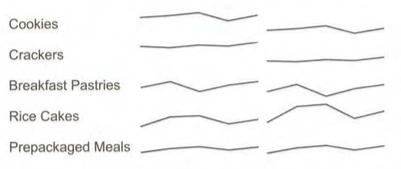 Cookies
Crackers
Breakfast Pastries
Rice Cakes
Prepackaged Meals